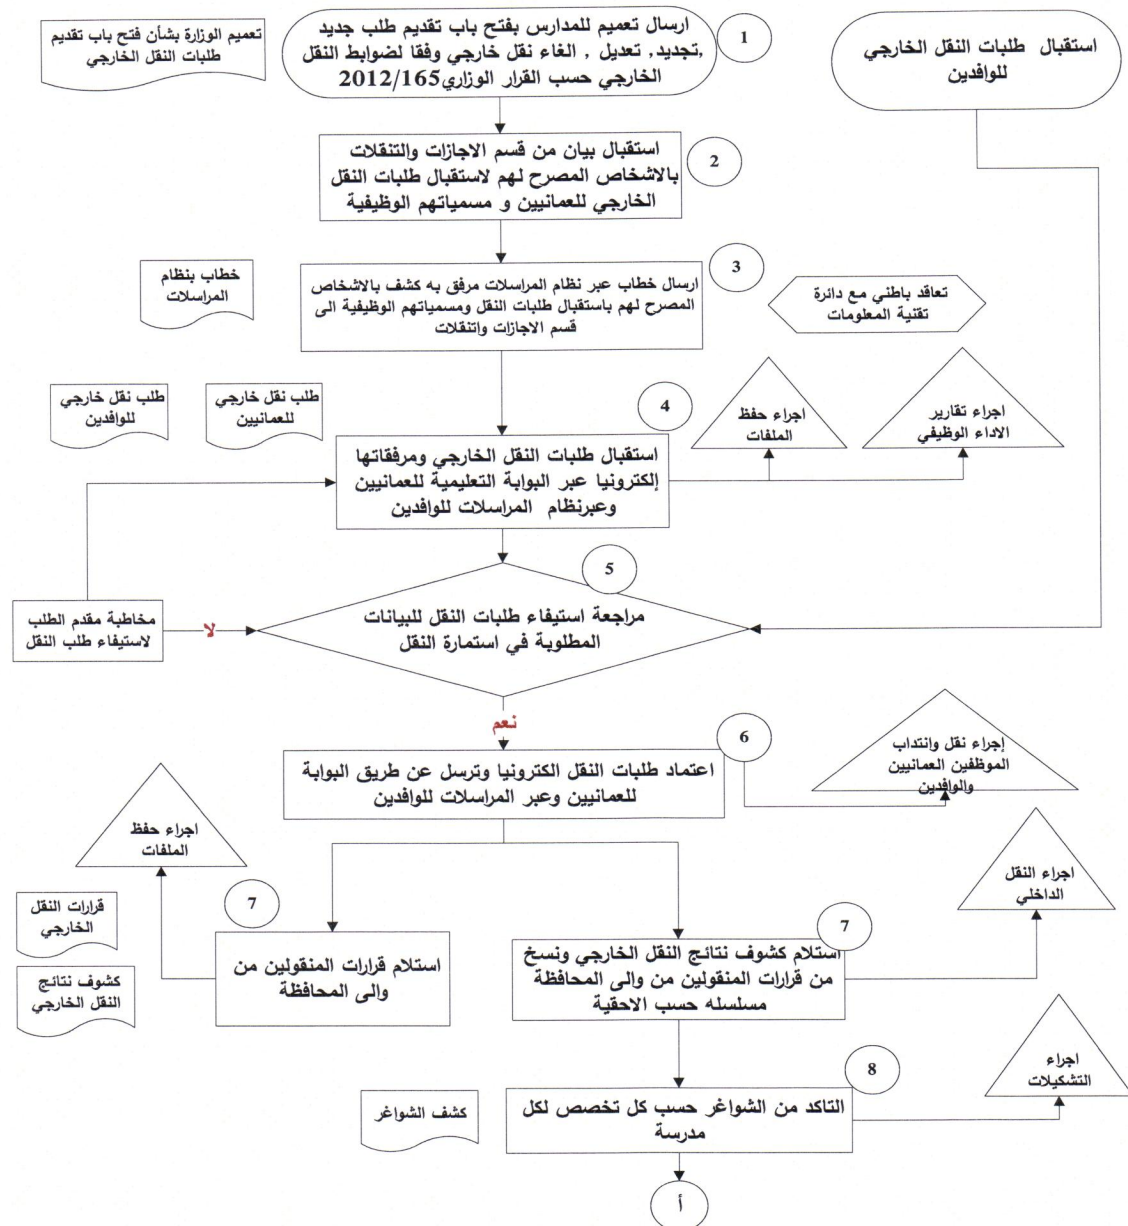 تعميم الوزارة بشأن فتح باب تقديم
طلبات النقل الخارجي
ارسال تعميم للمدارس بفتح باب تقديم طلب جديد
,تجديد, تعديل , الغاء نقل خارجي وفقا لضوابط النقل
الخارجي حسب القرار الوزاري2012/165
1
استقبال طلبات النقل الخارجي
للوافدين
استقبال بيان من قسم الاجازات والتنقلات
بالاشخاص المصرح لهم لاستقبال طلبات النقل
الخارجي للعمانيين و مسمياتهم الوظيفية
2
خطاب بنظام
المراسلات
ارسال خطاب عبر نظام المراسلات مرفق به كشف بالاشخاص
المصرح لهم باستقبال طلبات النقل ومسمياتهم الوظيفية الى
قسم الاجازات واتنقلات
3
تعاقد باطني مع دائرة
تقنية المعلومات
طلب نقل خارجي
للوافدين
طلب نقل خارجي
للعمانيين
4
اجراء حفظ
الملفات
اجراء تقارير
الاداء الوظيفي
استقبال طلبات النقل الخارجي ومرفقاتها
إلكترونيا عبر البوابة التعليمية للعمانيين
وعبرنظام المراسلات للوافدين
5
مراجعة استيفاء طلبات النقل للبيانات
المطلوبة في استمارة النقل
لا
مخاطبة مقدم الطلب
لاستيفاء طلب النقل
نعم
6
اعتماد طلبات النقل الكترونيا وترسل عن طريق البوابة
للعمانيين وعبر المراسلات للوافدين
إجراء نقل وانتداب
الموظفين العمانيين
والوافدين
اجراء حفظ
الملفات
اجراء النقل
الداخلي
قرارات النقل
الخارجي
كشوف نتائج
النقل الخارجي
7
استلام قرارات المنقولين من
والى المحافظة
7
استلام كشوف نتائج النقل الخارجي ونسخ
من قرارات المنقولين من والى المحافظة
مسلسله حسب الاحقية
8
اجراء
التشكيلات
كشف الشواغر
التاكد من الشواغر حسب كل تخصص لكل
مدرسة
أ